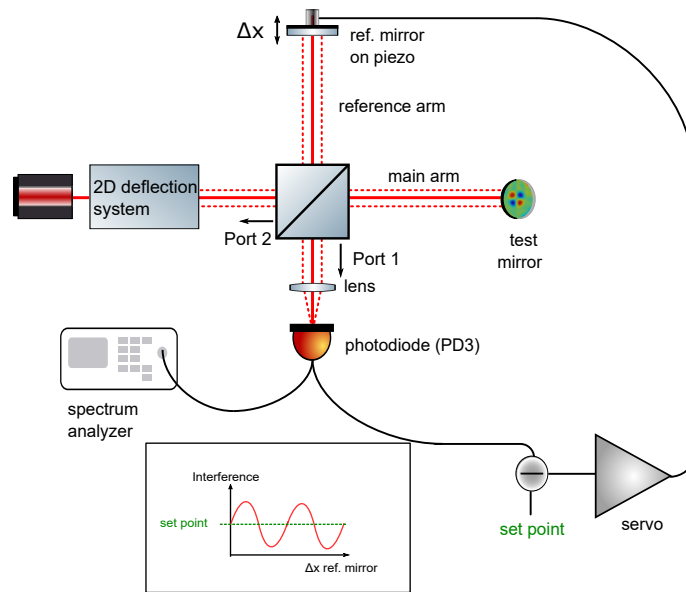 Δx
ref. mirror
on piezo
reference arm
2D deflection
system
main arm
Port 2
Port 1
test
mirror
lens
photodiode (PD3)
spectrum
analyzer
Interference
set point
Δx ref. mirror
set point
servo